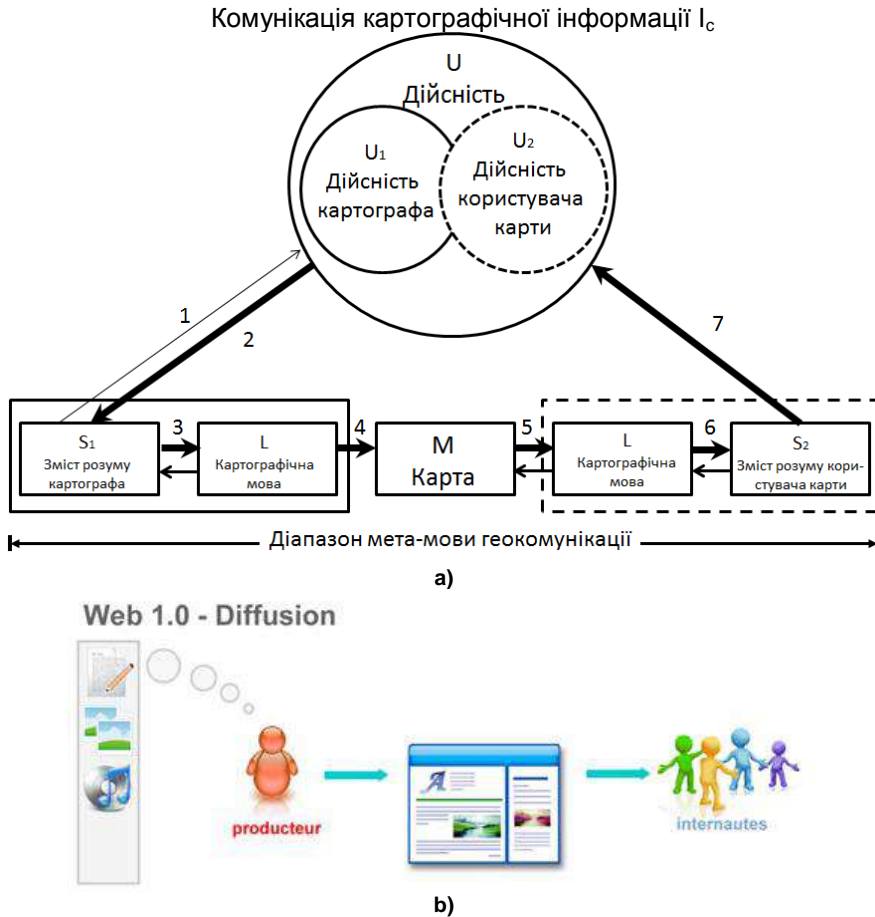 Комунікація картографічної інформації Ic
U
Дійсність
U1
Дійсність
картографа
U2
Дійсність
користувача
карти
1
2
7
S1
Зміст розуму
картографа
3
L
Картографічна
мова
4
M
Карта
5
L
Картографічна
мова
6
S2
Зміст розуму кори-
стувача карти
Діапазон мета-мови геокомунікації
a)
Web 1.0 - Diffusion
producteur
A
internautes
b)